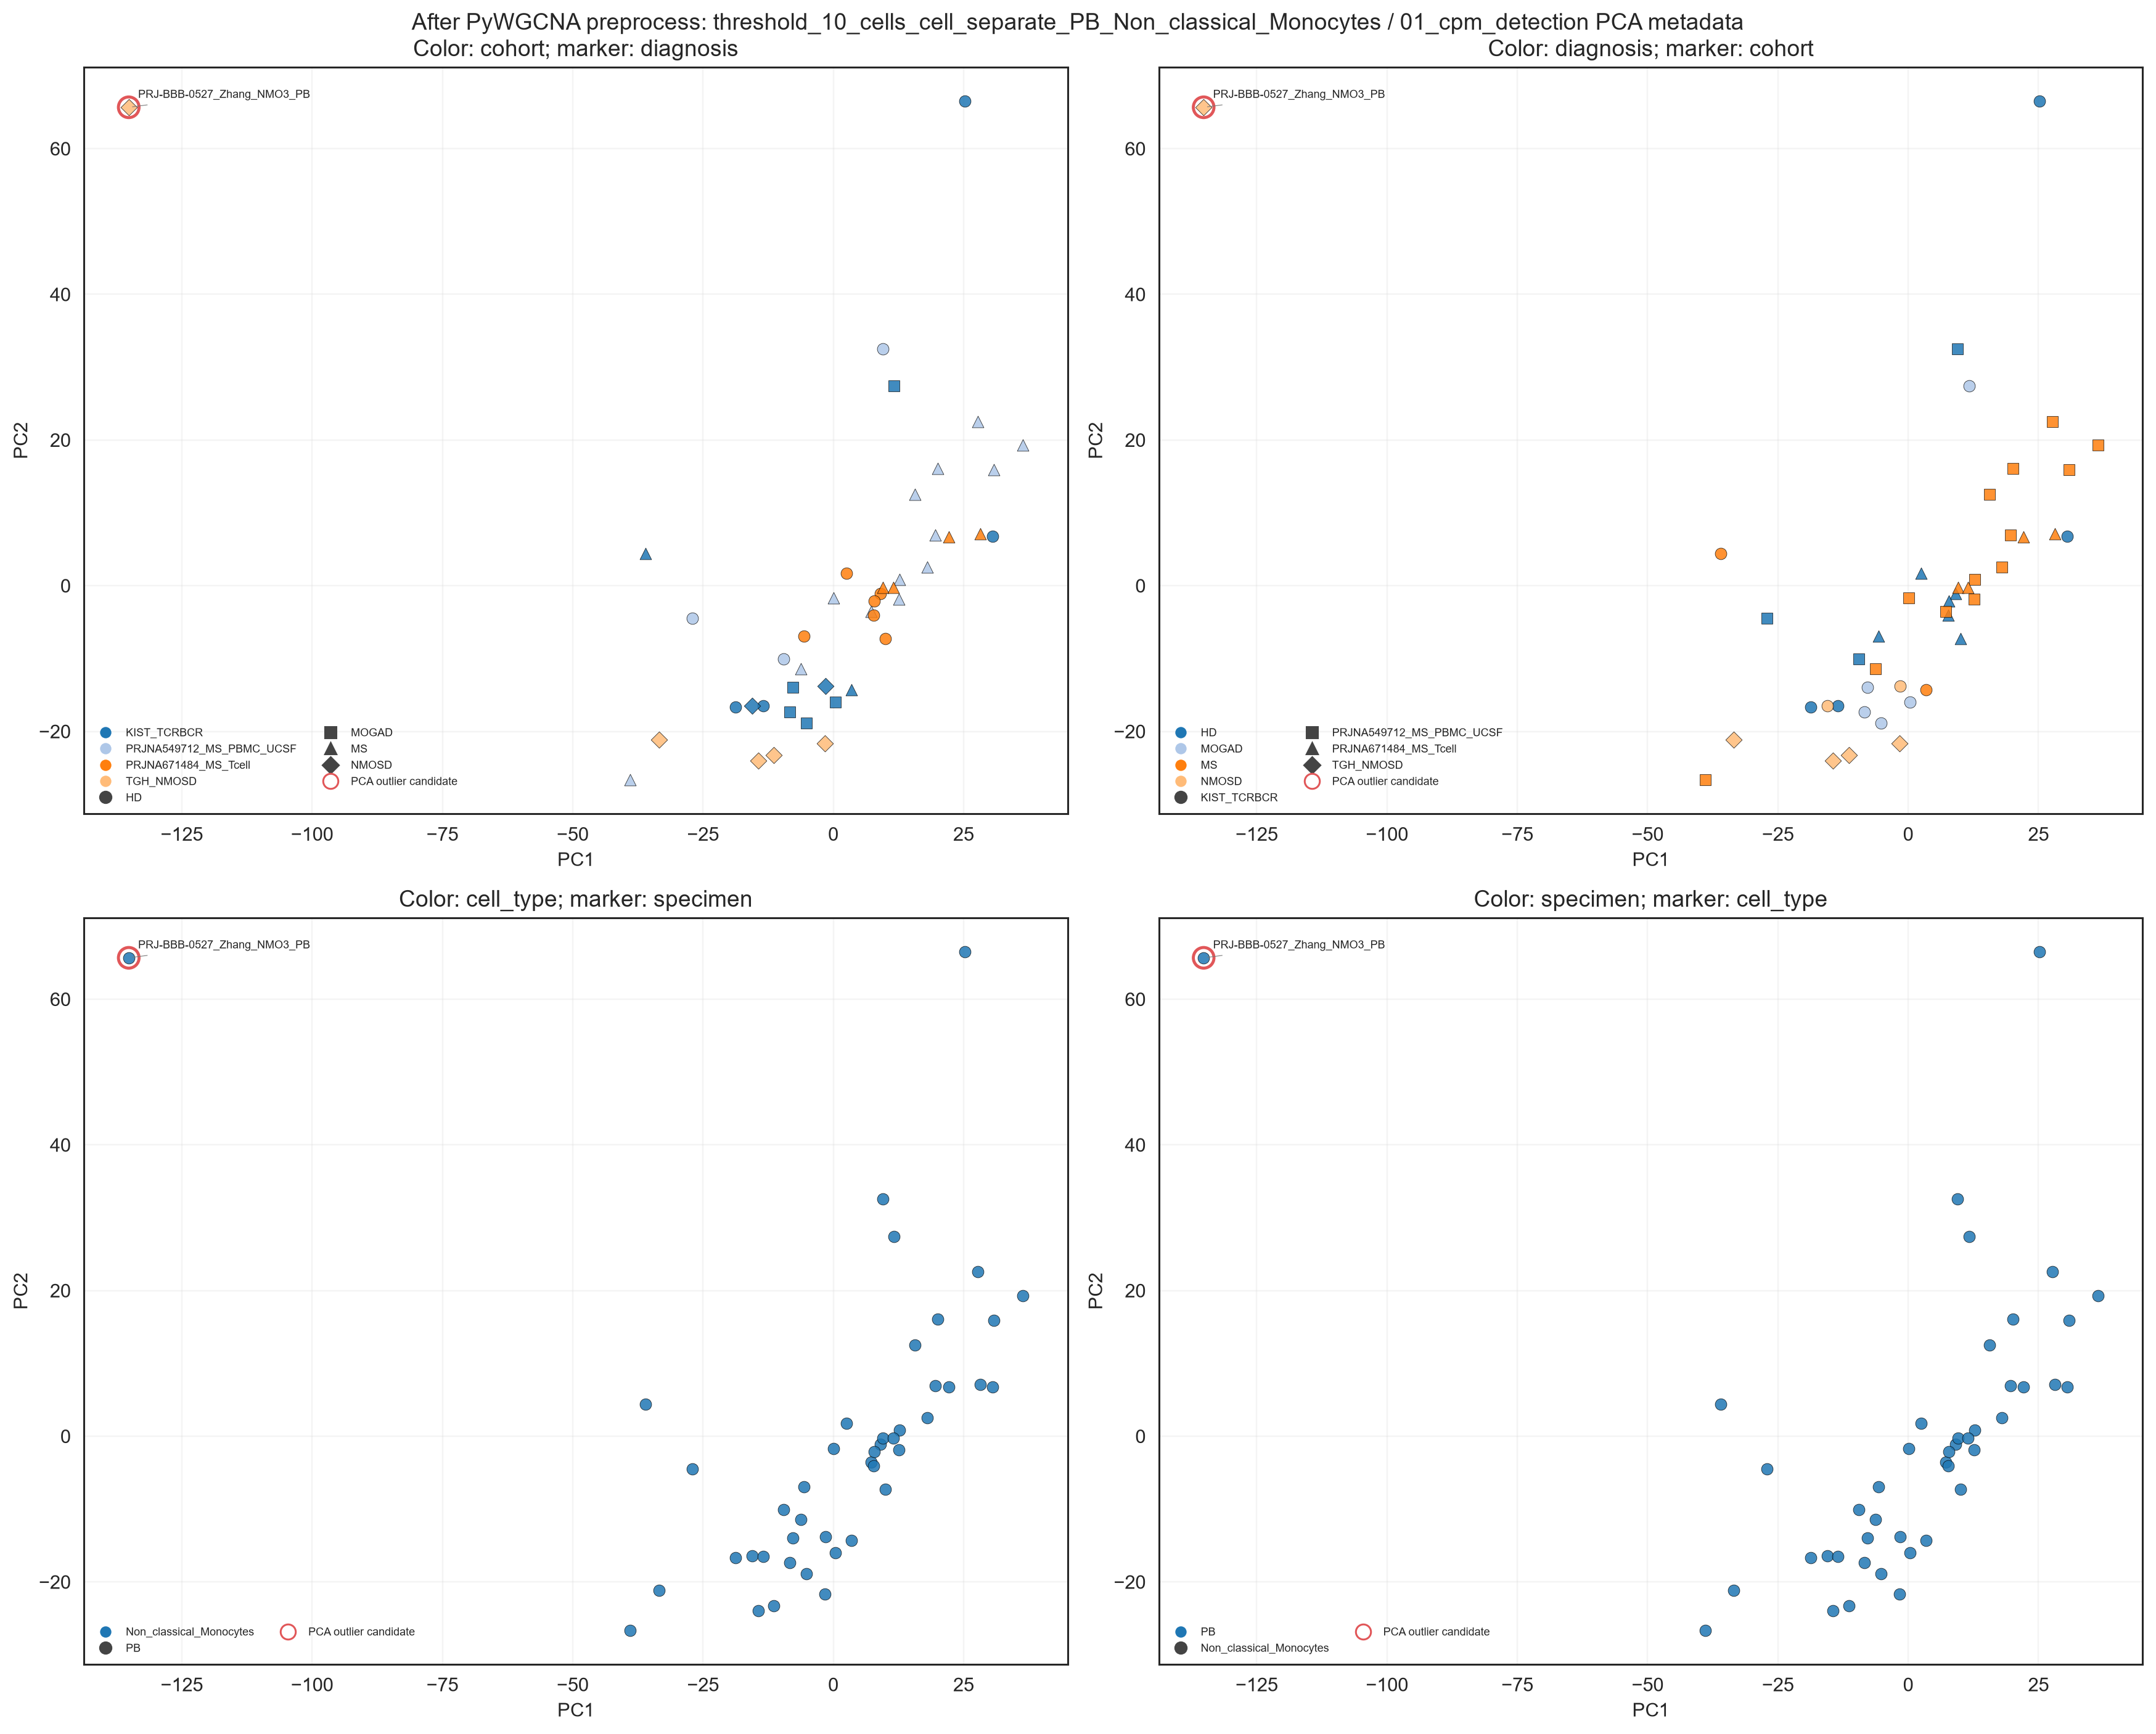 After PyWGCNA preprocess: threshold_10_cells_cell_separate_PB_Non_classical_Monocytes / 01_cpm_detection PCA metadata
Color: cohort; marker: diagnosis
PRJ-BBB-0527_Zhang_NMO3_PB
60
40
20
0
−20
PC2
KIST_TCRBCR
PRJNA549712_MS_PBMC_UCSF
PRJNA671484_MS_Tcell
TGH_NMOSD
HD
MOGAD
MS
NMOSD
PCA outlier candidate
−125 −100 −75 −50 −25 0 25
PC1
Color: diagnosis; marker: cohort
PRJ-BBB-0527_Zhang_NMO3_PB
60
40
20
0
−20
PC2
HD
MOGAD
MS
NMOSD
KIST_TCRBCR
PRJNA549712_MS_PBMC_UCSF
PRJNA671484_MS_Tcell
TGH_NMOSD
PCA outlier candidate
−125 −100 −75 −50 −25 0 25
PC1
Color: cell_type; marker: specimen
PRJ-BBB-0527_Zhang_NMO3_PB
60
40
20
0
−20
PC2
Non_classical_Monocytes
PB
PCA outlier candidate
−125 −100 −75 −50 −25 0 25
PC1
Color: specimen; marker: cell_type
PRJ-BBB-0527_Zhang_NMO3_PB
60
40
20
0
−20
PC2
PB
Non_classical_Monocytes
PCA outlier candidate
−125 −100 −75 −50 −25 0 25
PC1